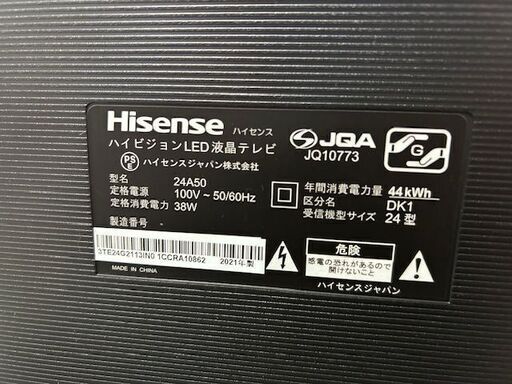 Hisense ハイセンス
ハイビジョンLED液晶テレビ
PS
E
ハイセンスジャパン株式会社
JQA
JQ10773
G
型名 24A50
定格電源 100V～50/60Hz
定格消費電力 38W
製造番号
年間消費電力量 44kWh
区分名 DK1
受信機型サイズ 24型
3TE24G2113IN0 1CCRA10862 2021年製
MADE IN CHINA
危険
感電の恐れがあるので
開けないこと
ハイセンスジャパン